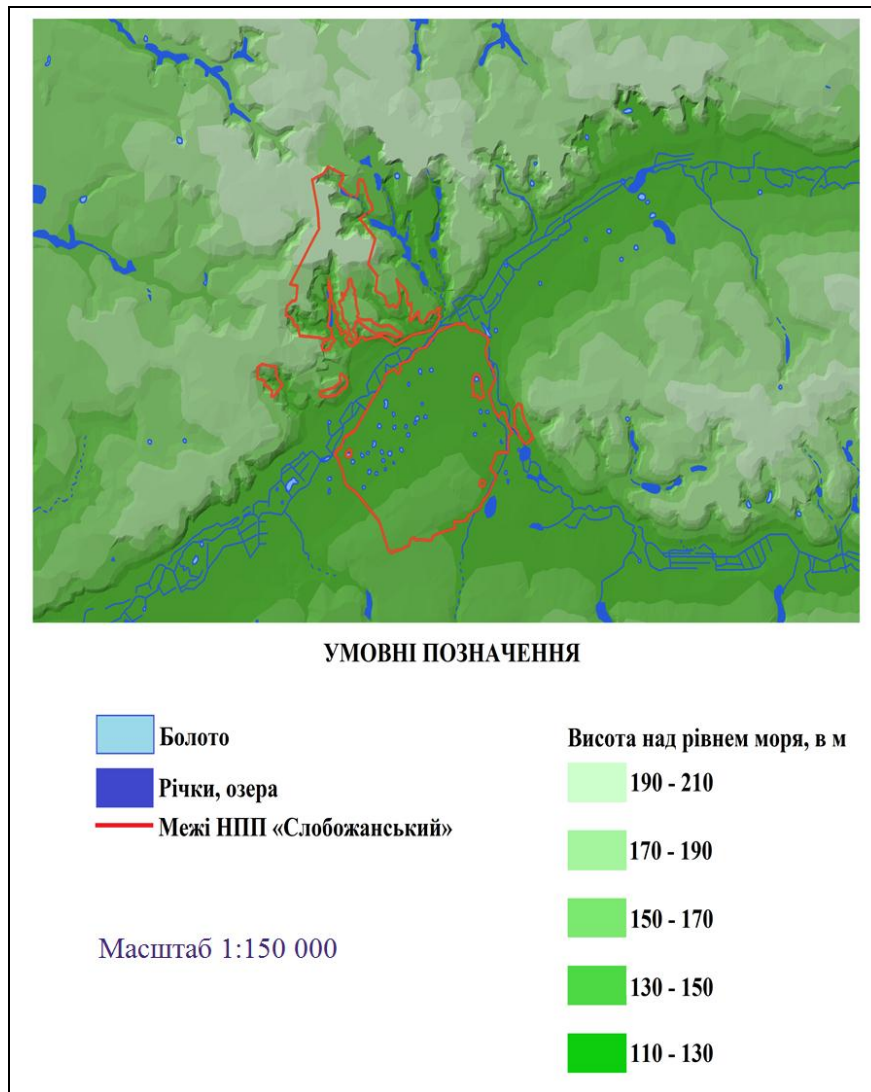 УМОВНІ ПОЗНАЧЕННЯ
Болото
Річки, озера
Межі НПП «Слобожанський»
Масштаб 1:150 000
Висота над рівнем моря, в м
190 - 210
170 - 190
150 - 170
130 - 150
110 - 130